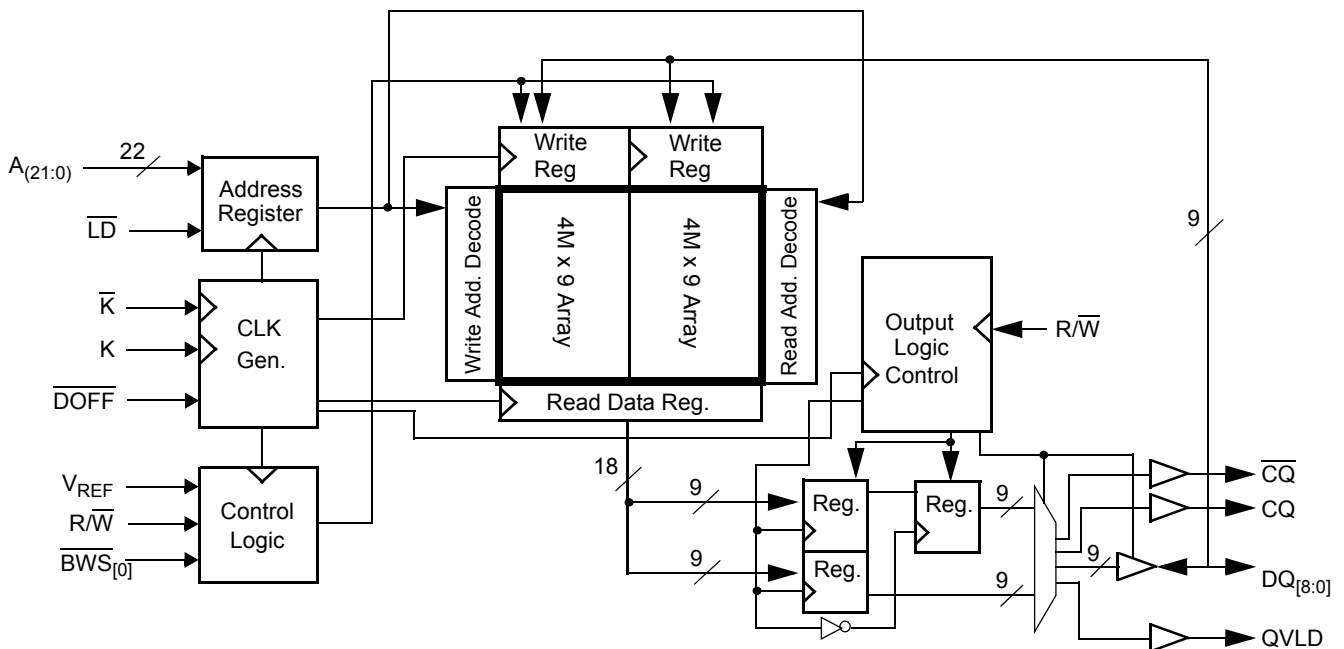 A(21:0)
22
LD
Address
Register
K
K
DOFF
CLK
Gen.
VREF
R/W
BWS[0]
Control
Logic
Write
Reg
Write
Reg
Write Add. Decode
4M x 9 Array
4M x 9 Array
Read Add. Decode
Read Data Reg.
9
Output
Logic
Control
R/W
18
9
9
Reg.
Reg.
Reg.
9
9
9
CQ
CQ
DQ[8:0]
QVLD